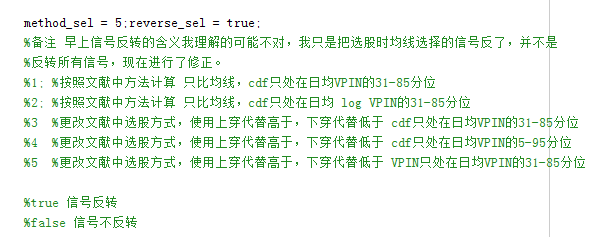 method_sel = 5;reverse_sel = true;
%备注 早上信号反转的含义我理解的可能不对，我只是把选股时均线选择的信号反了，并不是
%反转所有信号，现在进行了修正。
%1; %按照文献中方法计算 只比均线，cdf只处在日均VPIN的31-85分位
%2; %按照文献中方法计算 只比均线，cdf只处在日均 log VPIN的31-85分位
%3 %更改文献中选股方式，使用上穿代替高于，下穿代替低于 cdf只处在日均VPIN的31-85分位
%4 %更改文献中选股方式，使用上穿代替高于，下穿代替低于 cdf只处在日均VPIN的5-95分位
%5 %更改文献中选股方式，使用上穿代替高于，下穿代替低于 VPIN只处在日均VPIN的31-85分位
%true 信号反转
%false 信号不反转